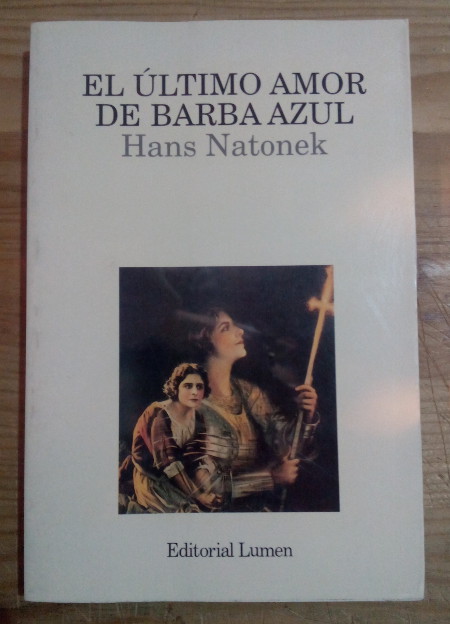 EL ÚLTIMO AMOR
DE BARBA AZUL
Hans Natonek
Editorial Lumen